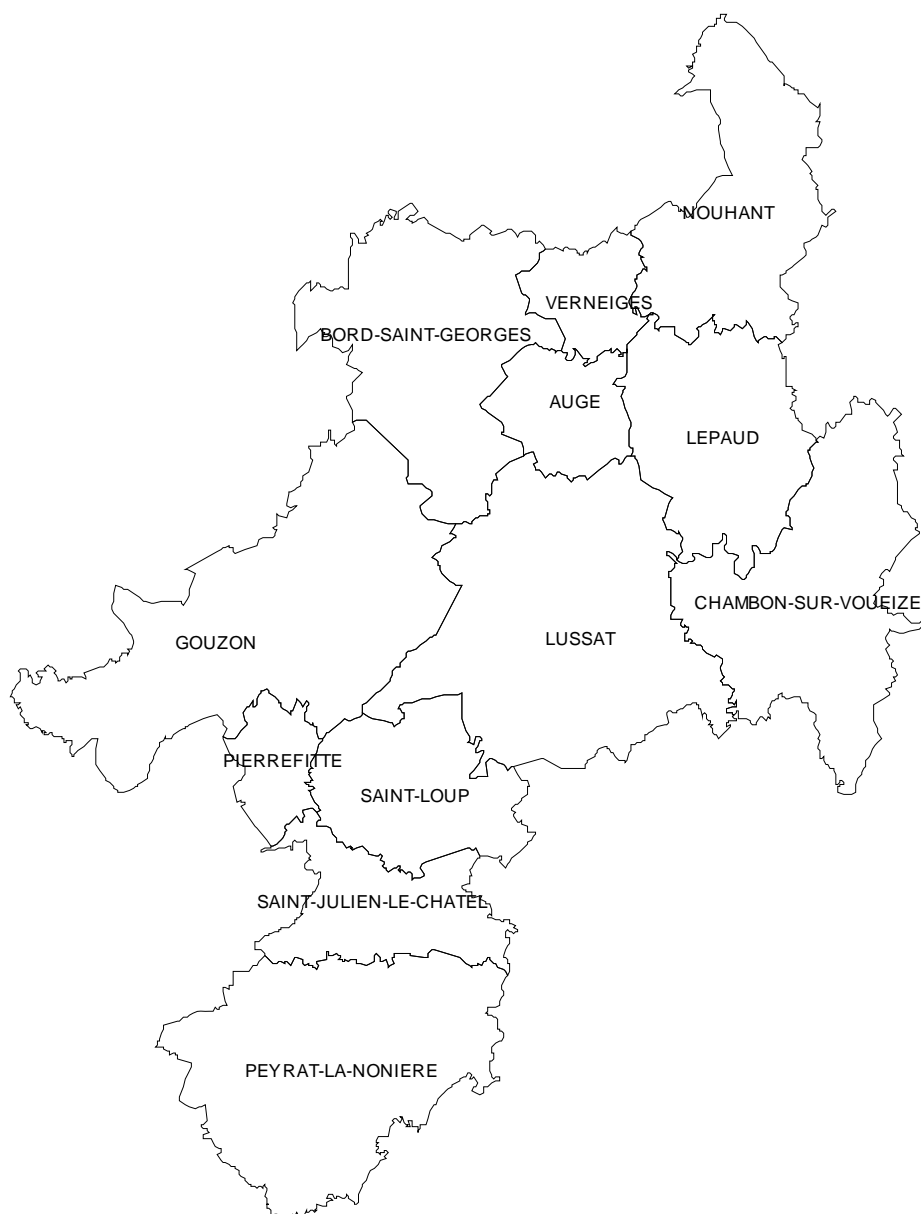 NOUHANT
VERNEIGES
BORD-SAINT-GEORGES
AUGE
LEPAUD
CHAMBON-SUR-VOUEIZE
GOUZON
LUSSAT
PIERREFITTE
SAINT-LOUP
SAINT-JULIEN-LE-CHATEL
PEYRAT-LA-NONIERE